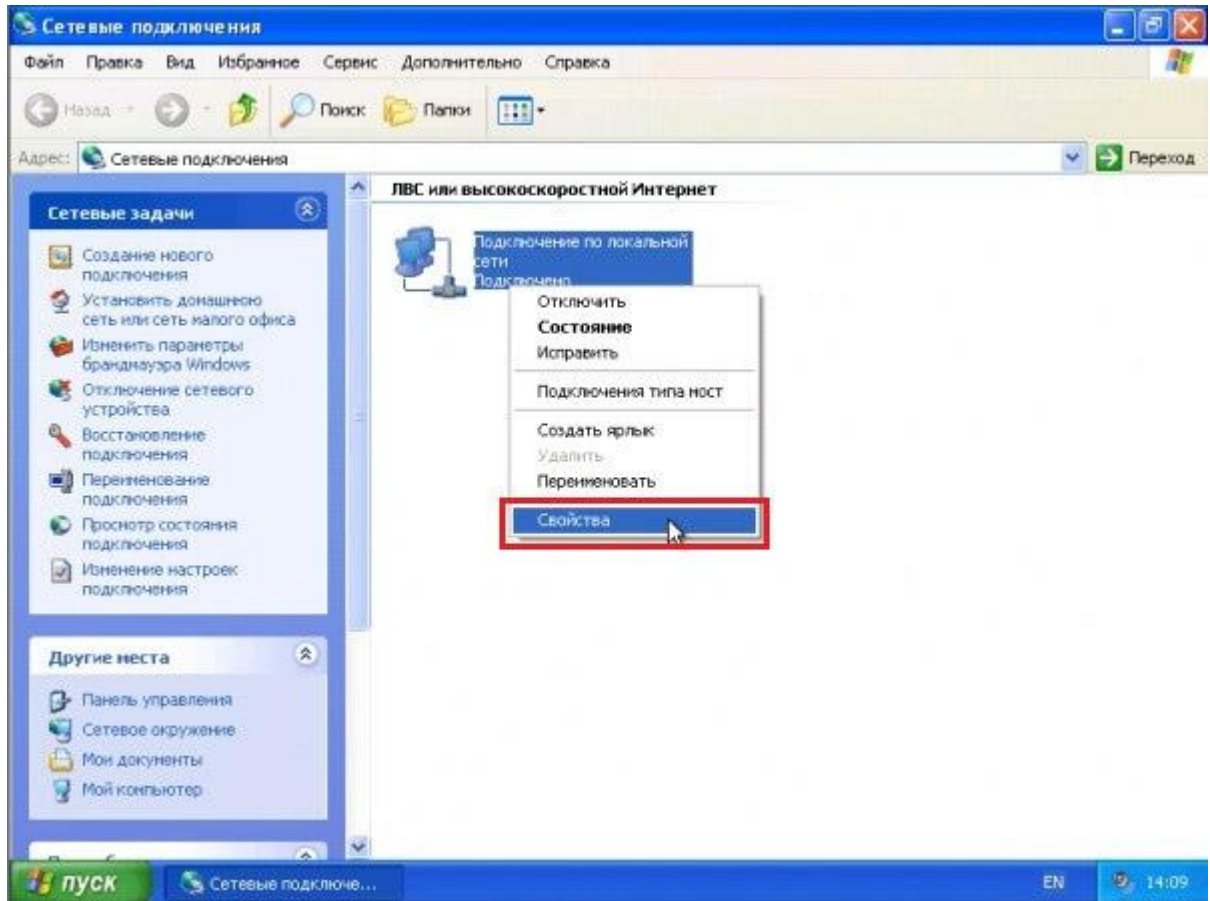 Сетевые подключения
Файл Правка Вид Избранное Сервис Дополнительно Справка
Назад Поиск Папки
Адрес: Сетевые подключения Переход
Сетевые задачи
Создание нового
подключения
Установить домашнюю
сеть или сеть малого офиса
Изменить параметры
брандмауэра Windows
Отключение сетевого
устройства
Восстановление
подключения
Переименование
подключения
Просмотр состояния
подключения
Изменение настроек
подключения
Другие места
Панель управления
Сетевое окружение
Мои документы
Мой компьютер
ЛВС или высокоскоростной Интернет
Подключение по локальной
сети
Подключено
Отключить
Состояние
Исправить
Подключения типа мост
Создать ярлык
Удалить
Переименовать
Свойства
пуск Сетевые подключе... EN 14:09